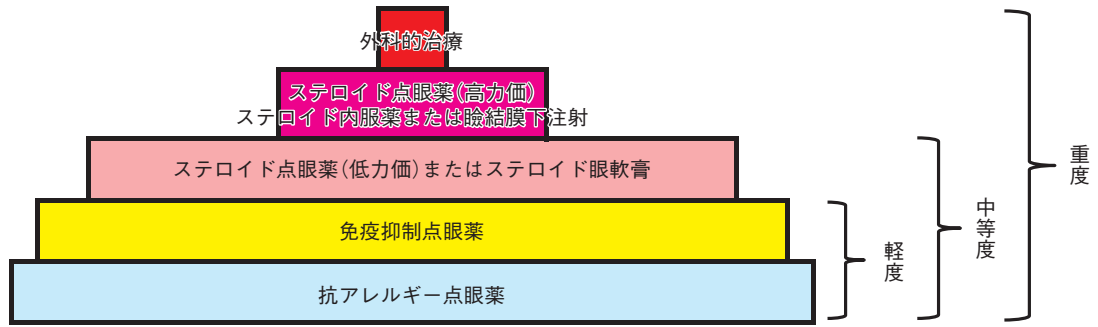 外科的治療
ステロイド点眼薬(高力価)
ステロイド内服薬または瞼結膜下注射
ステロイド点眼薬(低力価)またはステロイド眼軟膏
免疫抑制点眼薬
抗アレルギー点眼薬
軽度
中等度
重度